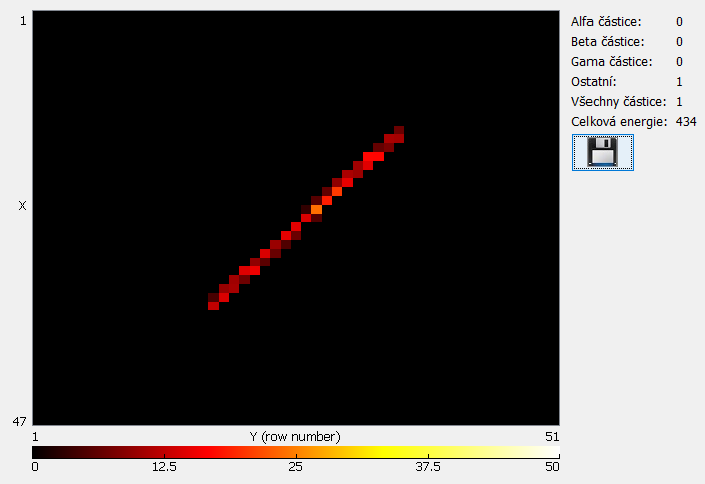 1
X
47
1 Y (row number) 51
0 12.5 25 37.5 50
Alfa částice: 0
Beta částice: 0
Gama částice: 0
Ostatní: 1
Všechny částice: 1
Celková energie: 434